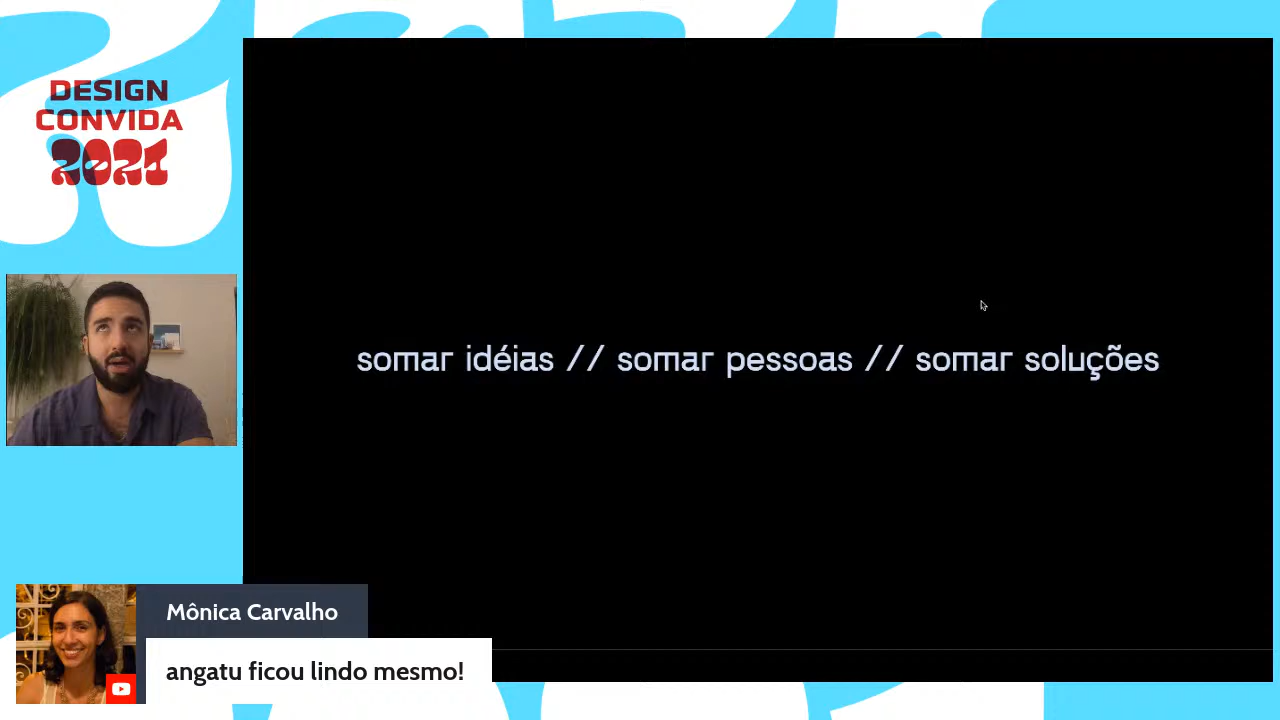 DESIGN
CONVIDA
2021
somar idéias // somar pessoas // somar soluções
Mônica Carvalho
angatu ficou lindo mesmo!